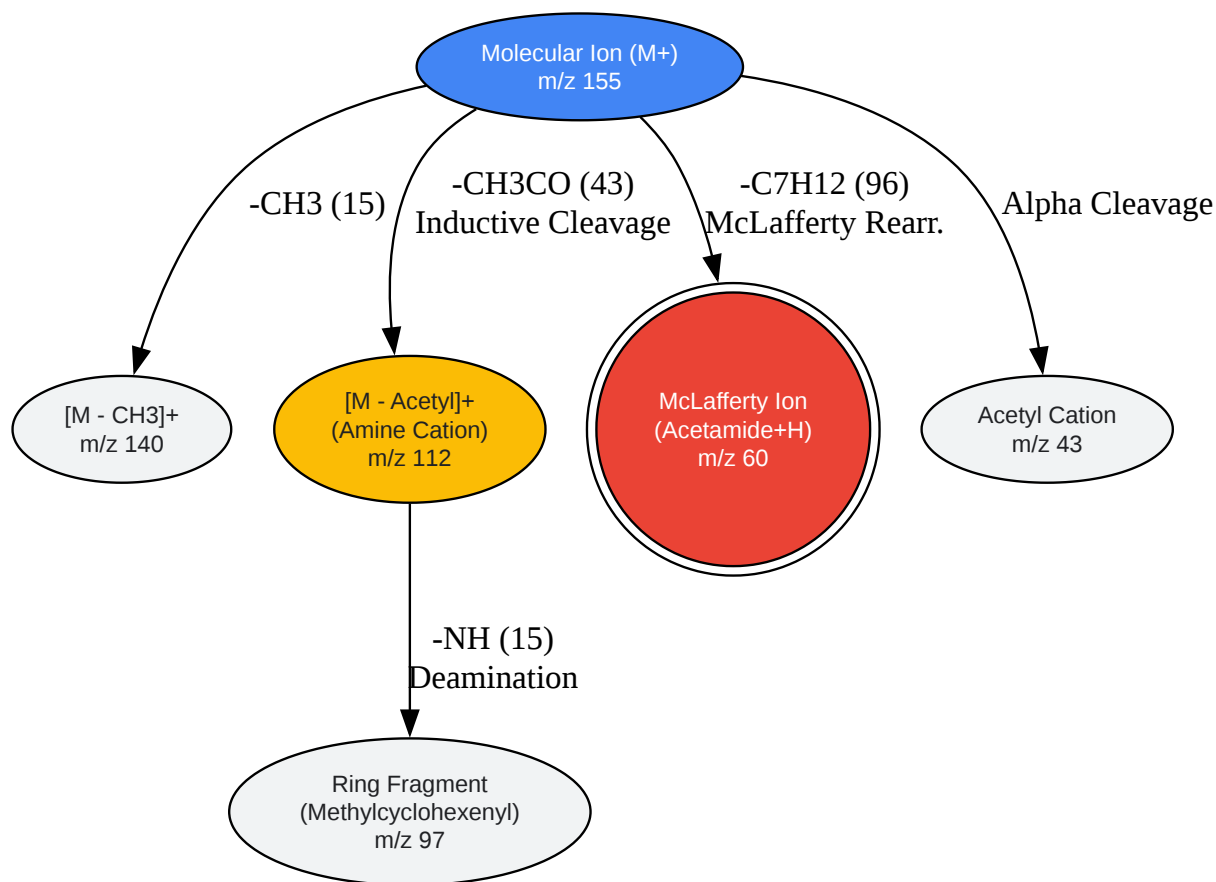 Molecular Ion (M+)
m/z 155
-CH3 (15)
-CH3CO (43)
Inductive Cleavage
-C7H12 (96)
McLafferty Rearr.
Alpha Cleavage
[M - CH3]+
m/z 140
[M - Acetyl]+
(Amine Cation)
m/z 112
McLafferty Ion
(Acetamide+H)
m/z 60
Acetyl Cation
m/z 43
-NH (15)
Deamination
Ring Fragment
(Methylcyclohexenyl)
m/z 97